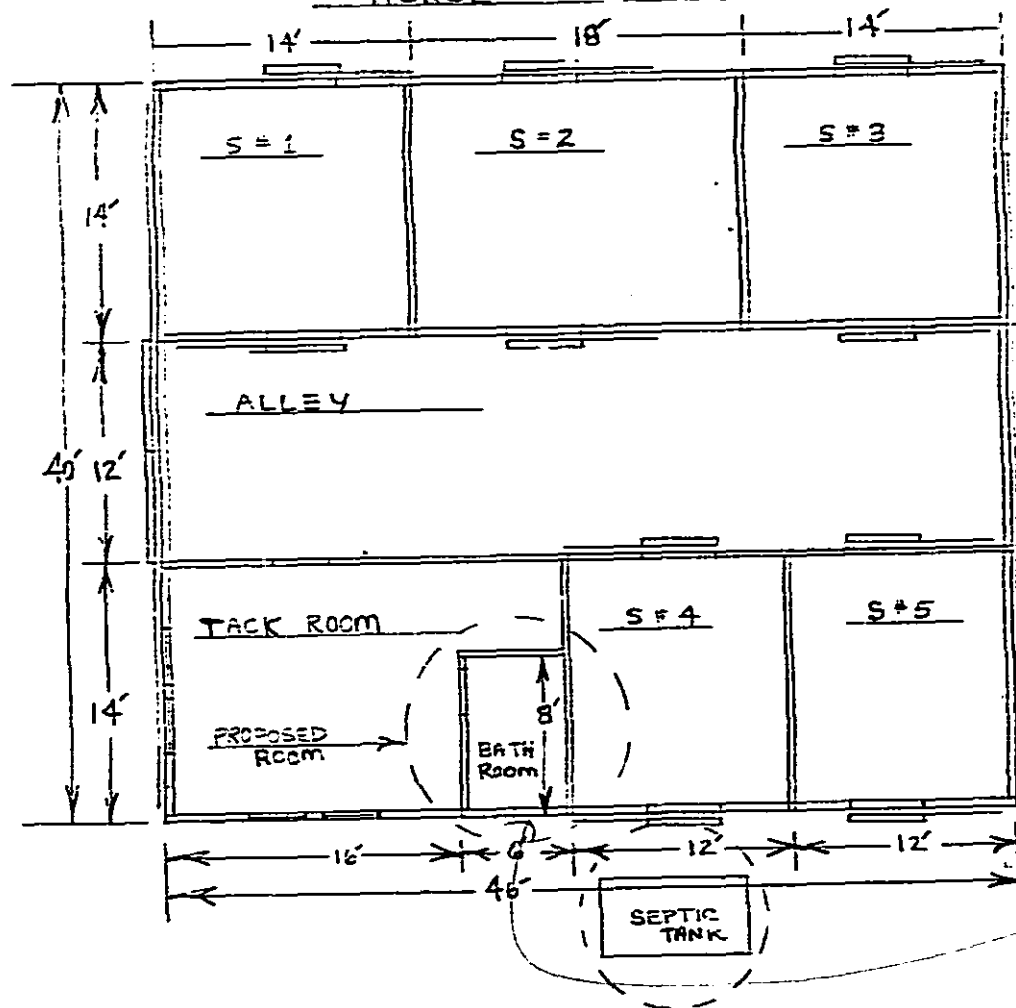 14' 18' 14'
S # 1
S # 2
S # 3
14'
ALLEY
40' 12'
TACK ROOM
S # 4
S # 5
14'
8'
PROPOSED
ROOM
BATH
ROOM
16' 6' 12' 12'
46'
SEPTIC
TANK